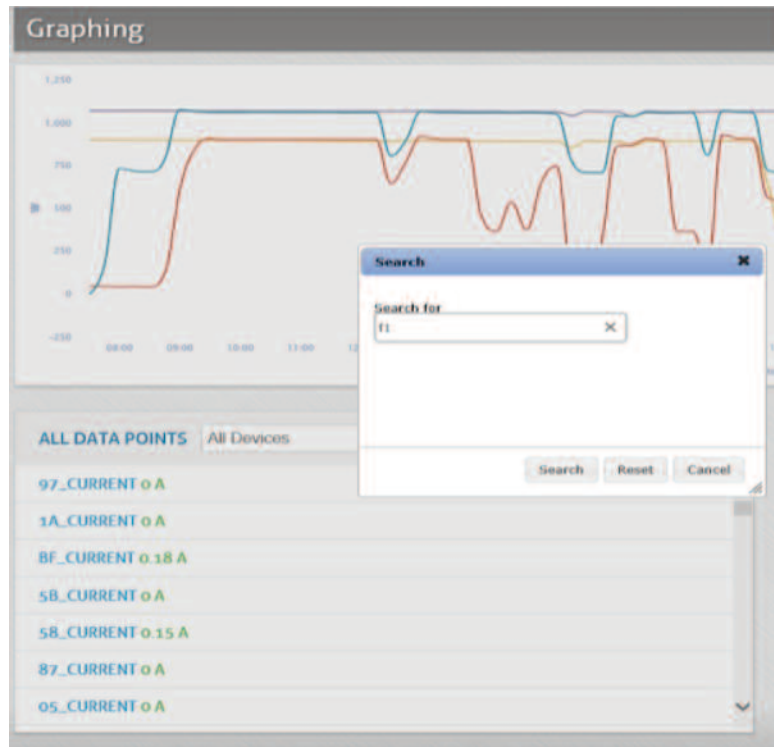 Graphing
1,250
1,000
750
500
250
-0
-250
08:00 09:00 10:00 11:00 12
Search
Search for
f1
Search Reset Cancel
ALL DATA POINTS All Devices
97_CURRENT 0 A
1A_CURRENT 0 A
BF_CURRENT 0.18 A
5B_CURRENT 0 A
58_CURRENT 0.15 A
87_CURRENT 0 A
05_CURRENT 0 A